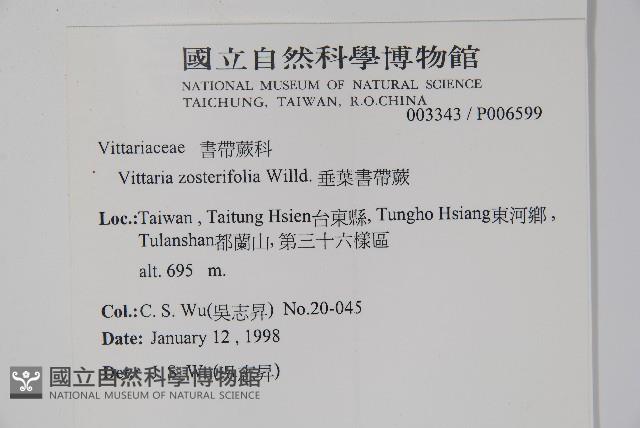 國立自然科學博物館
NATIONAL MUSEUM OF NATURAL SCIENCE
TAICHUNG, TAIWAN, R.O.CHINA
003343 / P006599
Vittariaceae 書帶蕨科
Vittaria zosterifolia Willd. 垂葉書帶蕨
Loc.:Taiwan , Taitung Hsien台東縣, Tungho Hsiang東河鄉 ,
Tulanshan都蘭山, 第三十六樣區
alt. 695 m.
Col.: C. S. Wu(吳志昇) No.20-045
Date: January 12 , 1998
Det.: C. S. Wu(吳志昇)
國立自然科學博物館
NATIONAL MUSEUM OF NATURAL SCIENCE